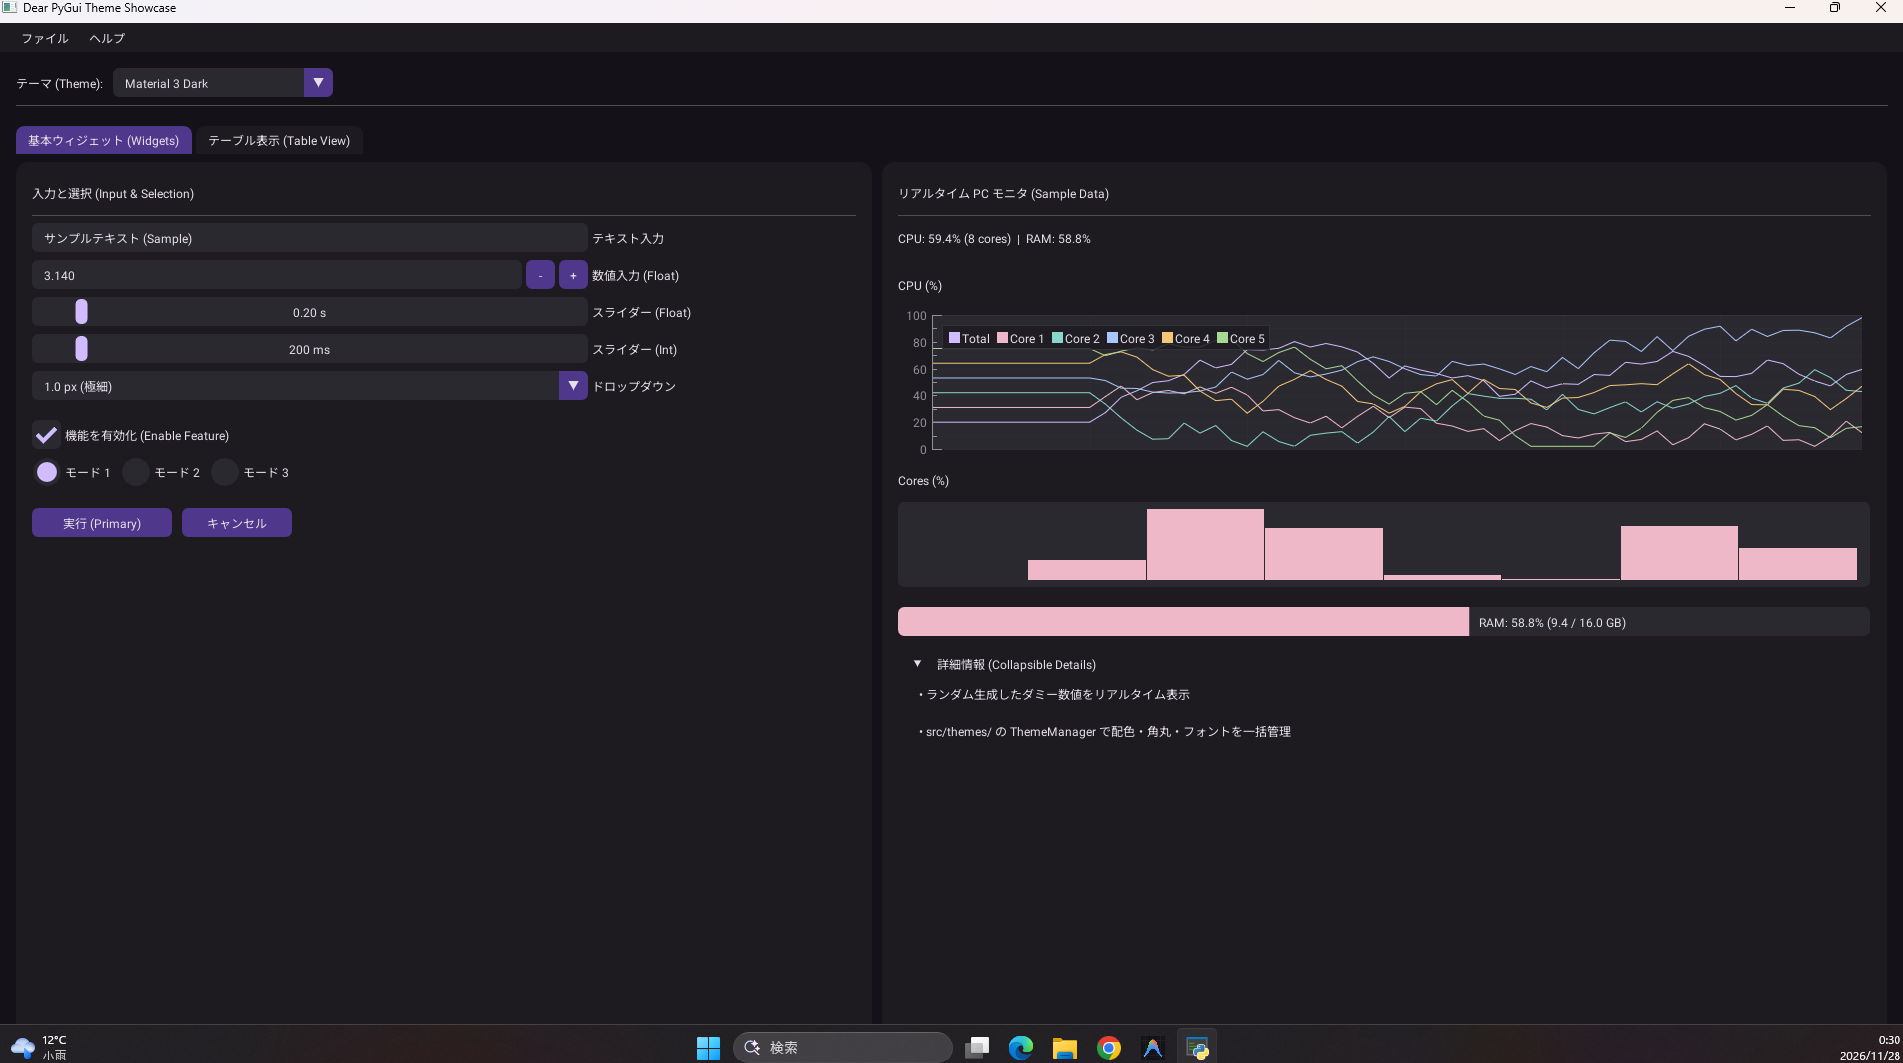 Dear PyGui Theme Showcase
ファイル ヘルプ
テーマ (Theme): Material 3 Dark
基本ウィジェット (Widgets) テーブル表示 (Table View)
入力と選択 (Input & Selection)
サンプルテキスト (Sample) テキスト入力
3.140 - + 数値入力 (Float)
0.20 s スライダー (Float)
200 ms スライダー (Int)
1.0 px (極細) ドロップダウン
機能を有効化 (Enable Feature)
モード 1 モード 2 モード 3
実行 (Primary) キャンセル
リアルタイム PC モニタ (Sample Data)
CPU: 59.4% (8 cores) | RAM: 58.8%
CPU (%)
Total Core 1 Core 2 Core 3 Core 4 Core 5
100
80
60
40
20
0
Cores (%)
RAM: 58.8% (9.4 / 16.0 GB)
詳細情報 (Collapsible Details)
・ランダム生成したダミー数値をリアルタイム表示
・src/themes/ の ThemeManager で配色・角丸・フォントを一括管理
12°C
小雨
検索
0:38
2026/11/28